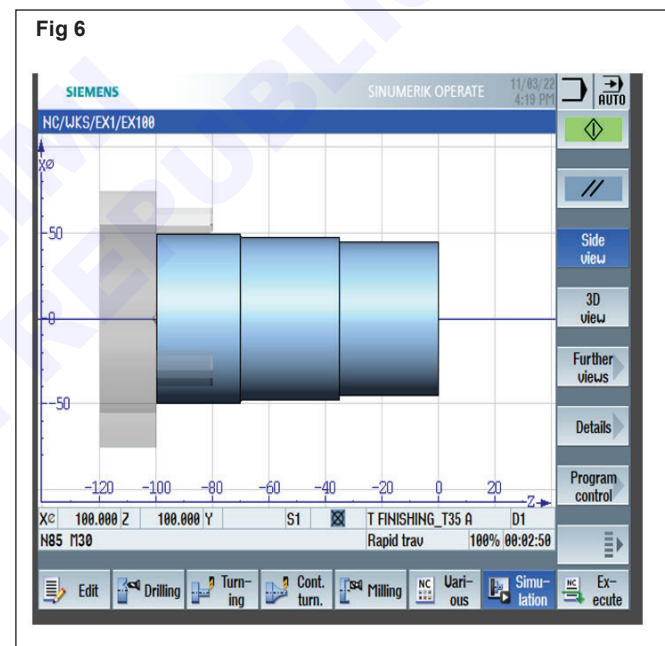 Fig 6
SIEMENS
SINUMERIK OPERATE
11/03/22
4:19 PM
AUTO
NC/WKS/EX1/EX100
XØ
50
0
-50
-120 -100 -80 -60 -40 -20 0 20
Z
Side
view
3D
view
Further
views
Details
Program
control
X 100.000 Z 100.000 Y S1 T FINISHING_T35 A D1
N85 M30 Rapid trav 100% 00:02:50
Edit
Drilling
Turn-
ing
Cont.
turn.
Milling
NC
Vari-
ous
Simu-
lation
NC
Ex-
ecute